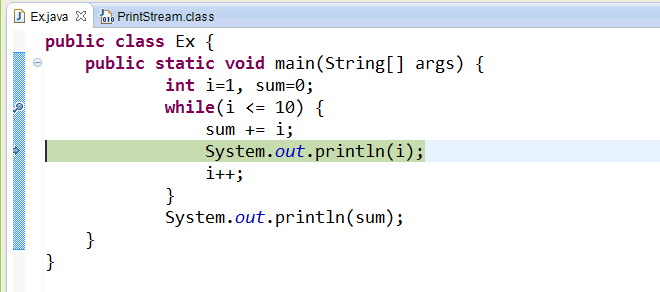 Ex.java PrintStream.class
public class Ex {
public static void main(String[] args) {
int i=1, sum=0;
while(i <= 10) {
sum += i;
System.out.println(i);
i++;
}
System.out.println(sum);
}
}